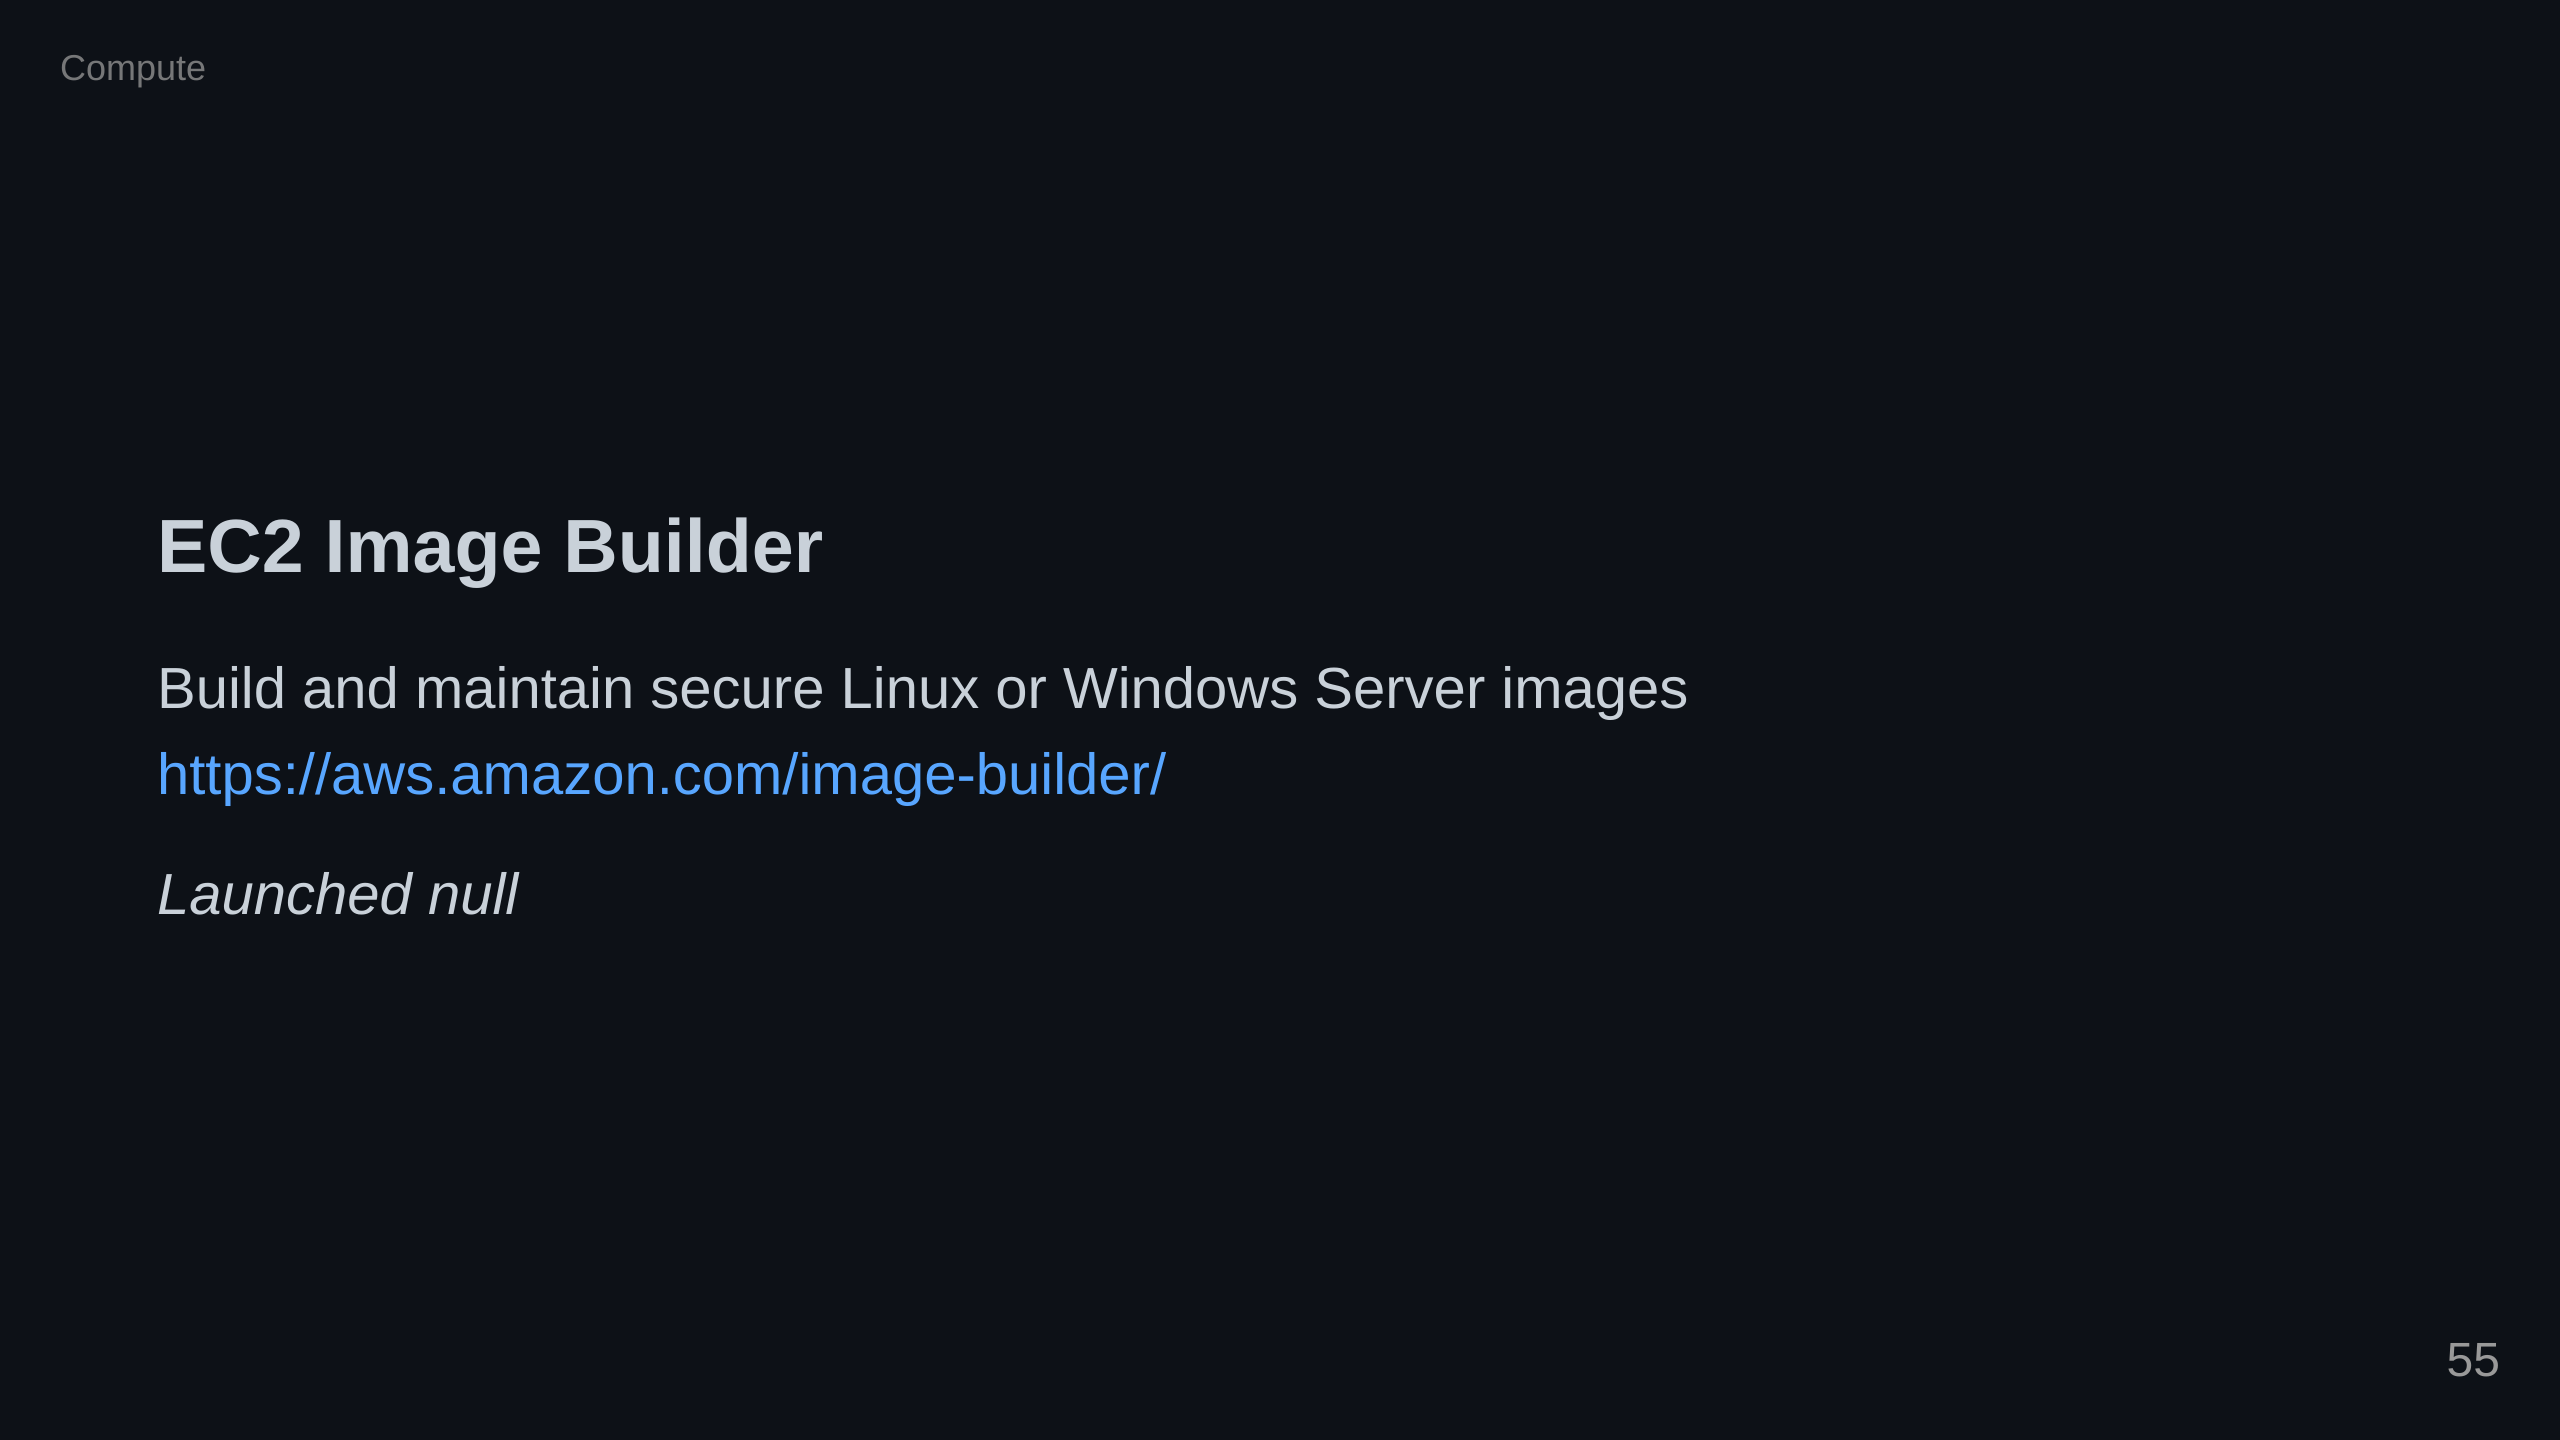 Compute
EC2 Image Builder
Build and maintain secure Linux or Windows Server images
https://aws.amazon.com/image-builder/
Launched null
55